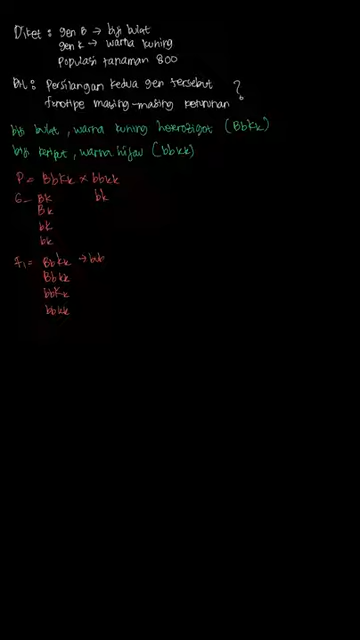 Diket : gen B → biji bulat
gen K → warna kuning
Populasi tanaman 800
Dit : Persilangan kedua gen tersebut
fenotipe masing-masing keturunan ?
biji bulat, warna kuning heterozigot (BbKk)
biji keriput, warna hijau (bbkk)
P = BbKk × bbkk
G = BK bk
Bk
bK
bk
F1 = BbKk → bul
Bbkk
bbKk
bbkk